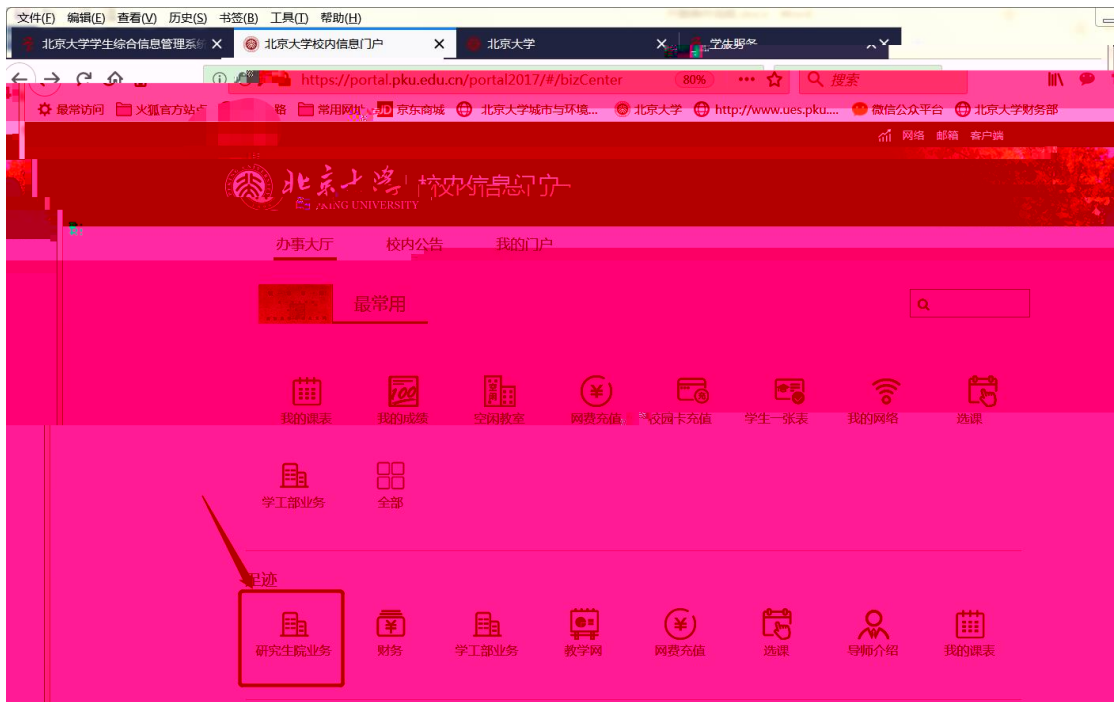 文件(F) 编辑(E) 查看(V) 历史(S) 书签(B) 工具(T) 帮助(H)
北京大学学生综合信息管理系统 北京大学校内信息门户 北京大学
https://portal.pku.edu.cn/portal2017/#/bizCenter 80% 搜索
最常访问 火狐官方站点 常用网址 JD 京东商城 北京大学城市与环境... 北京大学 http://www.ues.pku.... 微信公众平台 北京大学财务部
网络 邮箱 客户端
北京大学 校内信息门户
UNIVERSITY
办事大厅 校内公告 我的门户
最常用
我的课表 我的成绩 空闲教室 网费充值 校园卡充值 学生一张表 我的网络 选课
学工部业务 全部
足迹
研究生院业务 财务 学工部业务 教学网 网费充值 选课 导师介绍 我的课表